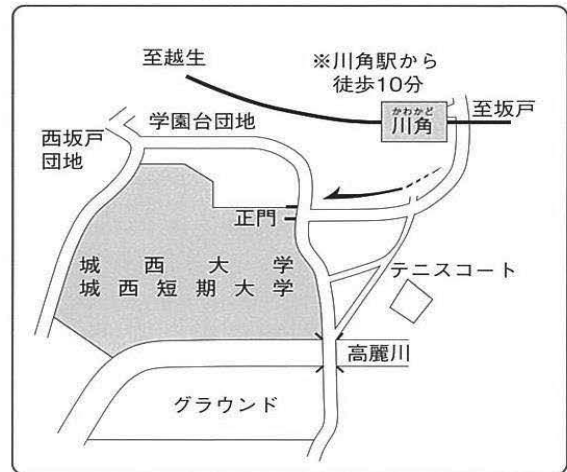 至越生
※川角駅から
徒歩10分
かわかど
川角
至坂戸
学園台団地
西坂戸
団地
正門
城西大学
城西短期大学
テニスコート
高麗川
グラウンド